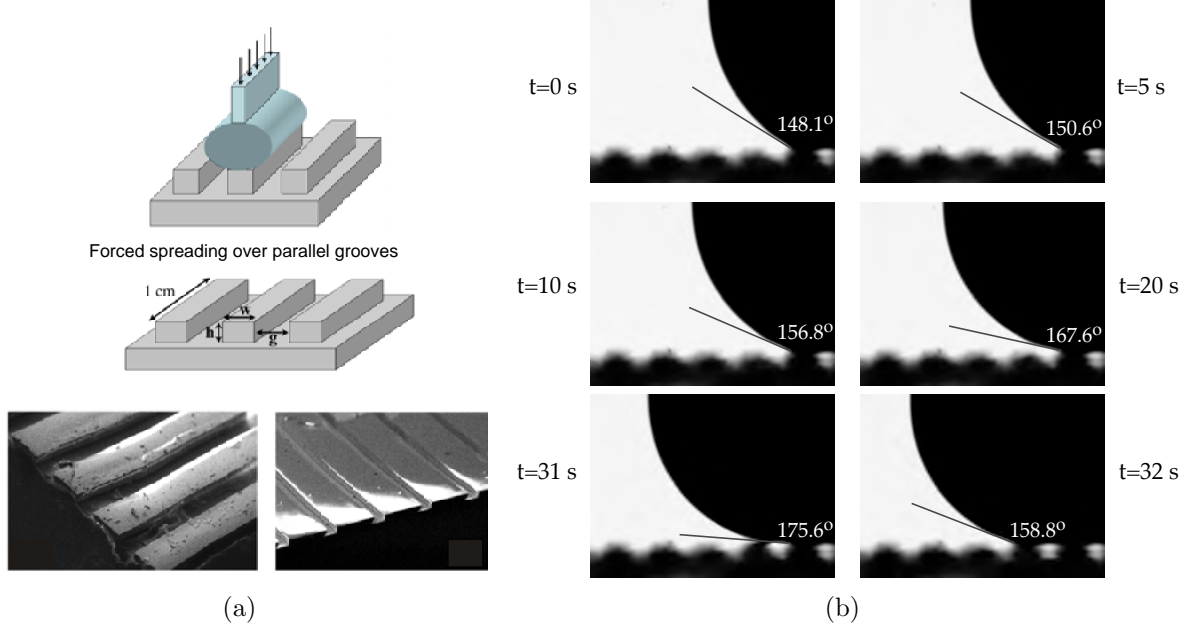 Forced spreading over parallel grooves
1 cm
w
h
g
(a)
t=0 s
148.1°
150.6°
t=5 s
t=10 s
156.8°
167.6°
t=20 s
t=31 s
175.6°
158.8°
t=32 s
(b)